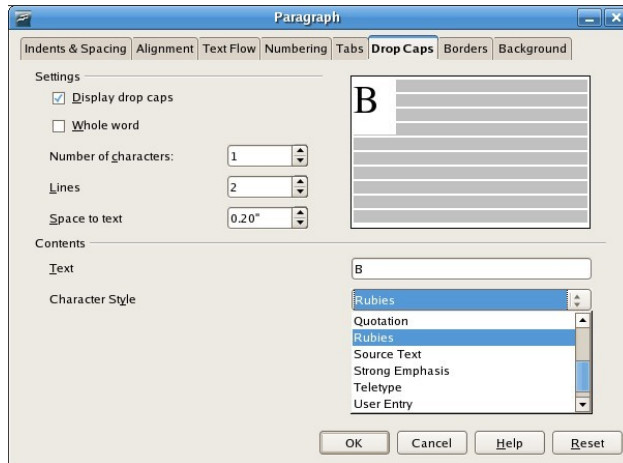 Paragraph
Indents & Spacing Alignment Text Flow Numbering Tabs Drop Caps Borders Background
Settings
Display drop caps
Whole word
Number of characters: 1
Lines 2
Space to text 0.20"
B
Contents
Text B
Character Style Rubies
Quotation
Rubies
Source Text
Strong Emphasis
Teletype
User Entry
OK Cancel Help Reset